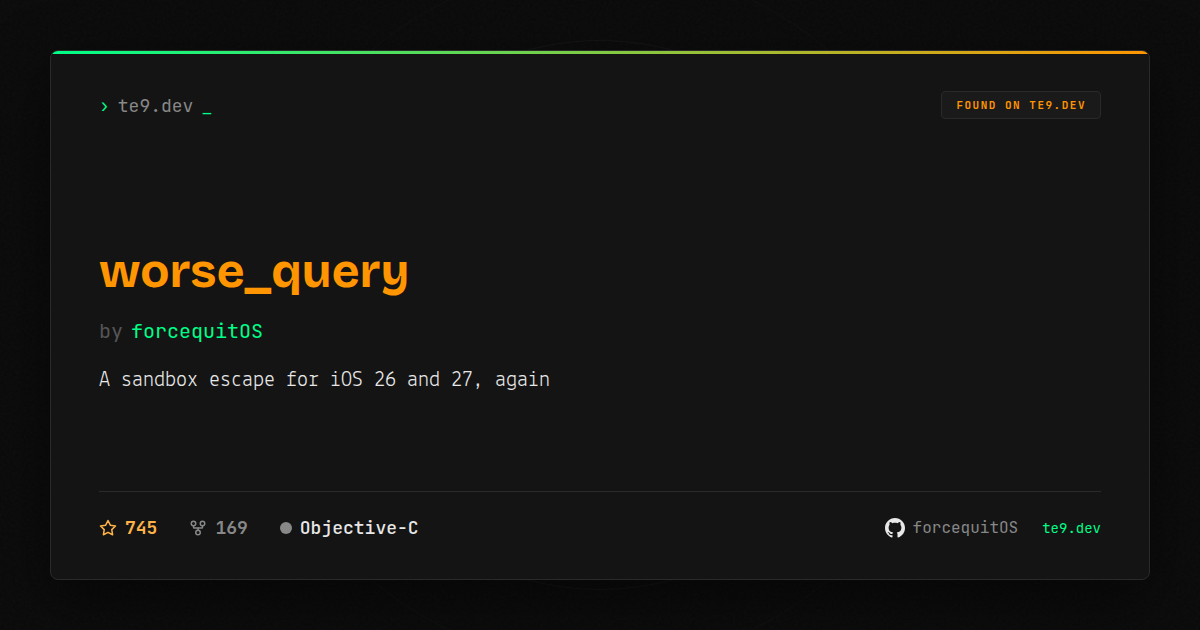 › te9.dev _
FOUND ON TE9.DEV
worse_query
by forcequitOS
A sandbox escape for iOS 26 and 27, again
745 169 Objective-C
forcequitOS te9.dev